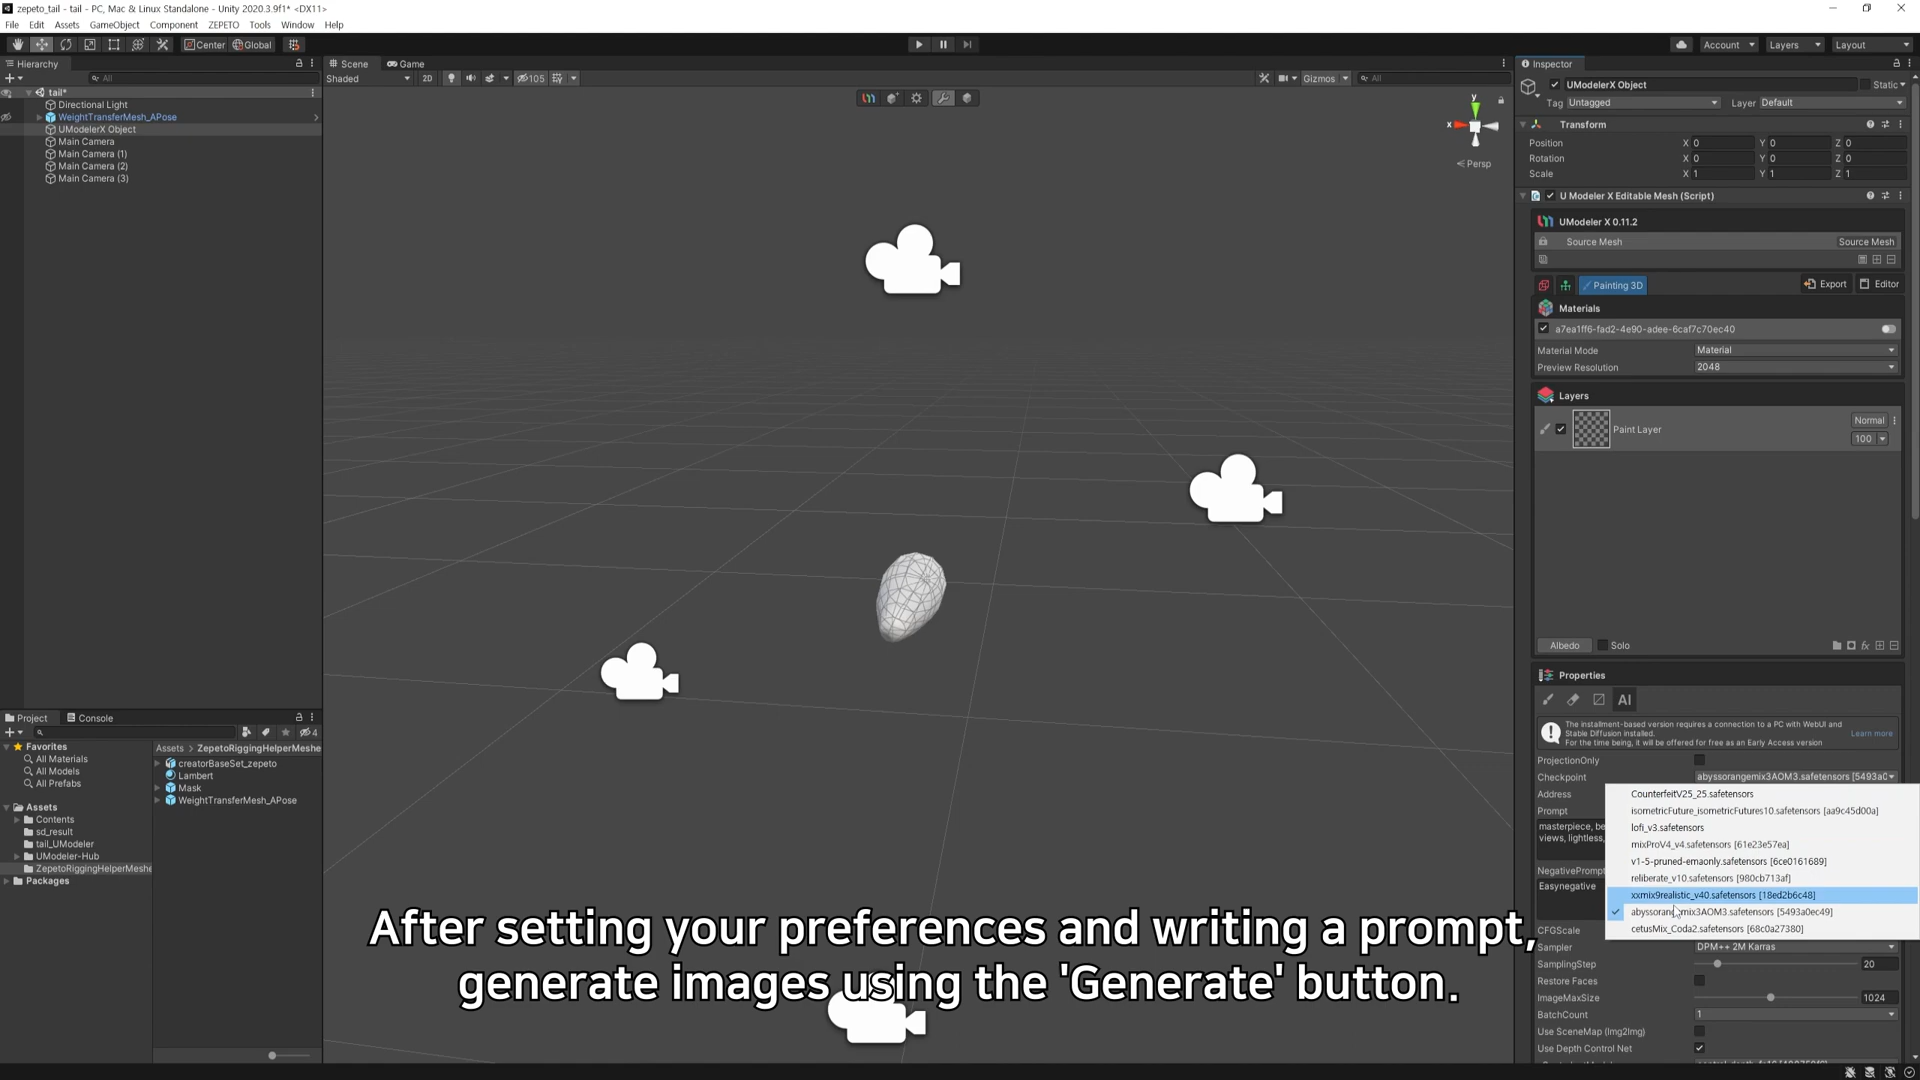 zepeto_tail - tail - PC, Mac & Linux Standalone - Unity 2020.3.9f1* <DX11>
File Edit Assets GameObject Component ZEPETO Tools Window Help
Center Global
Account Layers Layout
Hierarchy
All
tail*
Directional Light
WeightTransferMesh_APose
UModelerX Object
Main Camera
Main Camera (1)
Main Camera (2)
Main Camera (3)
Scene Game
Shaded 2D 105 Gizmos All
y
x
Persp
Inspector
UModelerX Object Static
Tag Untagged Layer Default
Transform
Position X 0 Y 0 Z 0
Rotation X 0 Y 0 Z 0
Scale X 1 Y 1 Z 1
U Modeler X Editable Mesh (Script)
UModeler X 0.11.2
Source Mesh Source Mesh
Painting 3D Export Editor
Materials
a7ea1ff6-fad2-4e90-adee-6caf7c70ec40
Material Mode Material
Preview Resolution 2048
Layers
Paint Layer Normal
100
Albedo Solo fx
Properties
AI
The installment-based version requires a connection to a PC with WebUI and
Stable Diffusion installed.
For the time being, it will be offered for free as an Early Access version
Learn more
ProjectionOnly
Checkpoint abyssorangemix3AOM3.safetensors [5493a0
Address
Prompt
masterpiece, be
views, lightless,
NegativePrompt
Easynegative
CounterfeitV25_25.safetensors
isometricFuture_isometricFutures10.safetensors [aa9c45d00a]
lofi_v3.safetensors
mixProV4_v4.safetensors [61e23e57ea]
v1-5-pruned-emaonly.safetensors [6ce0161689]
reliberate_v10.safetensors [980cb713af]
xxmix9realistic_v40.safetensors [18ed2b6c48]
abyssorangemix3AOM3.safetensors [5493a0ec49]
cetusMix_Coda2.safetensors [68c0a27380]
CFGScale
Sampler DPM++ 2M Karras
SamplingStep 20
Restore Faces
ImageMaxSize 1024
BatchCount 1
Use SceneMap (Img2Img)
Use Depth Control Net
Project Console
4
Favorites
All Materials
All Models
All Prefabs
Assets
Contents
sd_result
tail_UModeler
UModeler-Hub
ZepetoRiggingHelperMeshe
Packages
Assets > ZepetoRiggingHelperMeshe
creatorBaseSet_zepeto
Lambert
Mask
WeightTransferMesh_APose
After setting your preferences and writing a prompt,
generate images using the 'Generate' button.